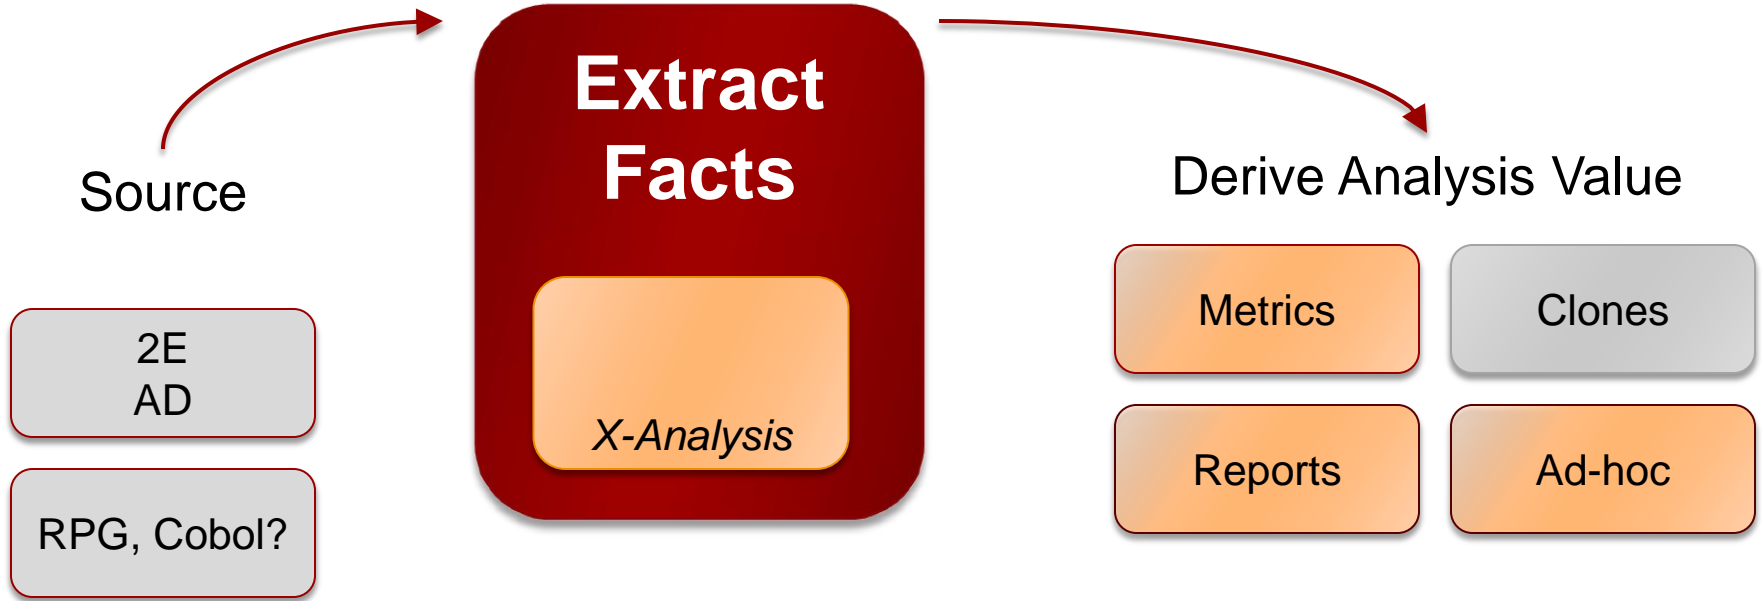 Source
2E
AD
RPG, Cobol?
Extract
Facts
X-Analysis
Derive Analysis Value
Metrics
Clones
Reports
Ad-hoc